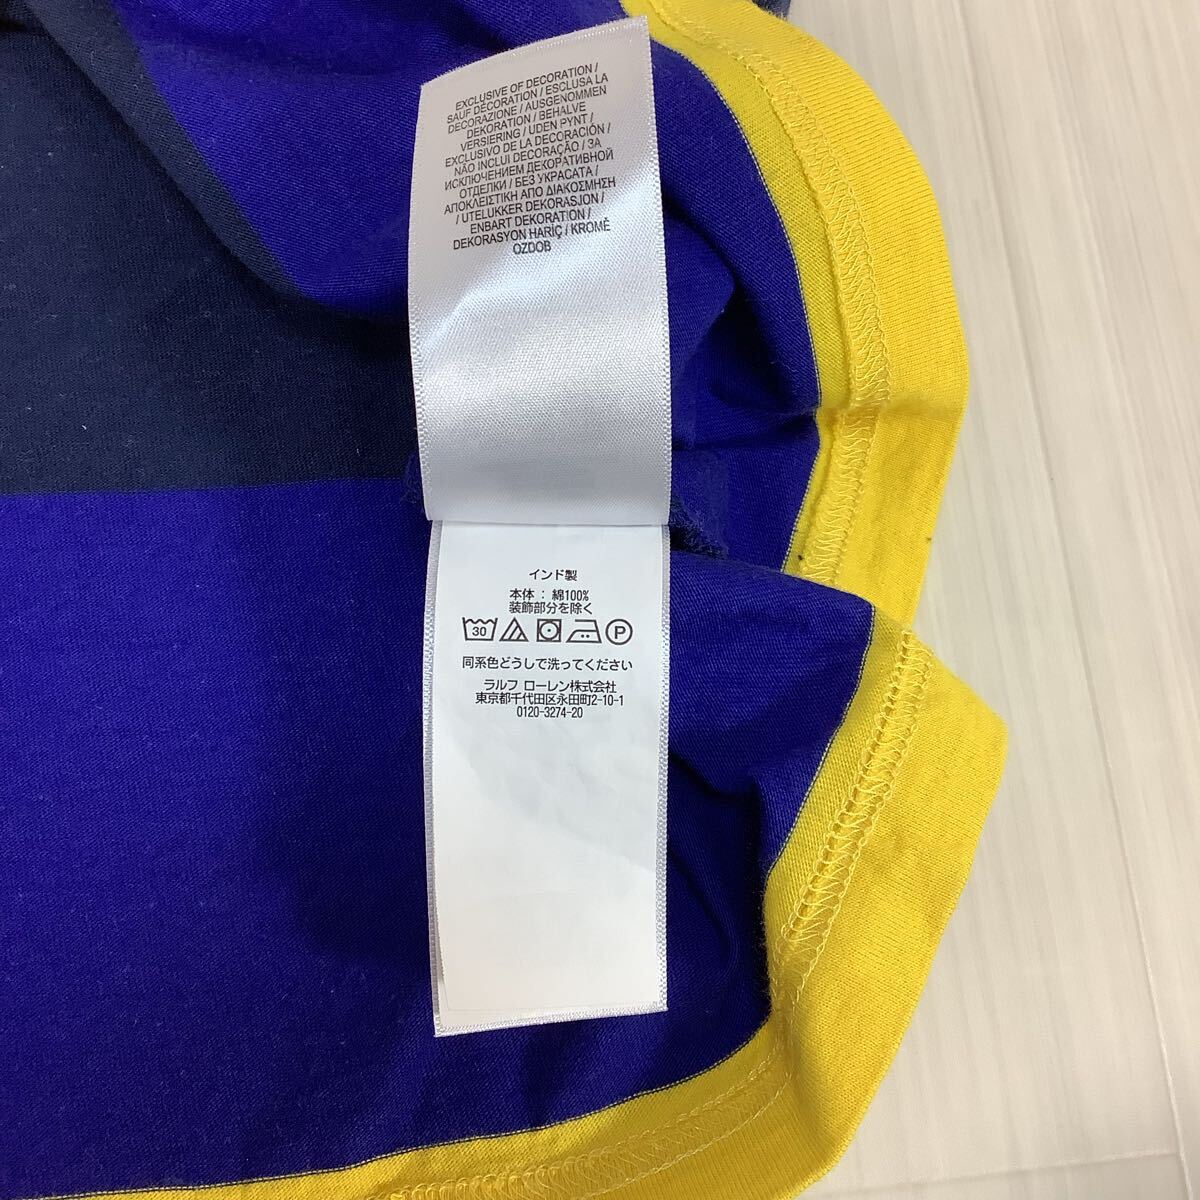 EXCLUSIVE OF DECORATION /
SAUF DÉCORATION / ESCLUSA LA
DECORAZIONE / AUSGENOMMEN
DEKORATION / BEHALVE
VERSIERING / UDEN PYNT /
EXCLUSIVO DE LA DECORACIÓN /
NÃO INCLUI DECORAÇÃO / ЗА
ИСКЛЮЧЕНИЕМ ДЕКОРАТИВНОЙ
ОТДЕЛКИ / БЕЗ УКРАСАТА /
ΑΠΟΚΛΕΙΣΤΙΚΗ ΑΠΟ ΔΙΑΚΟΣΜΗΣΗ
/ UTELUKKER DEKORASJON /
ENBART DEKORATION /
DEKORASYON HARİÇ / KROMĚ
OZDOB
インド製
本体 : 綿100%
装飾部分を除く
30 P
同系色どうしで洗ってください
ラルフ ローレン株式会社
東京都千代田区永田町2-10-1
0120-3274-20